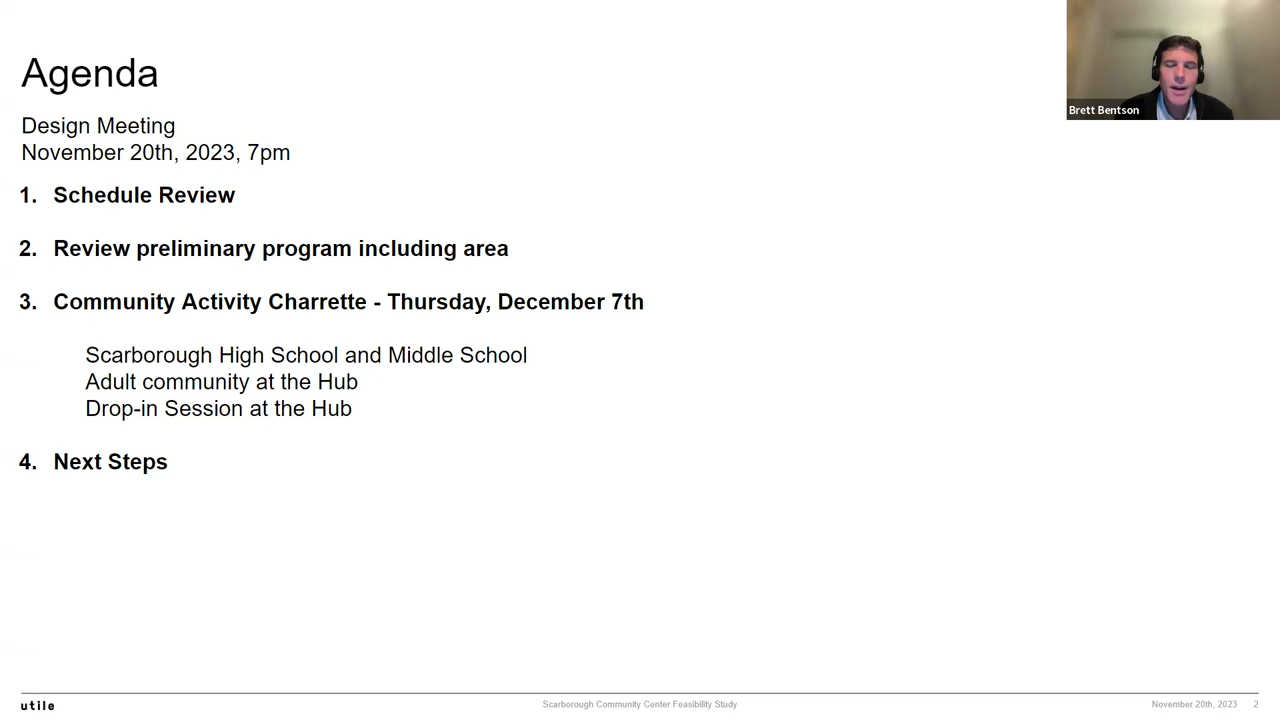 Agenda
Design Meeting
November 20th, 2023, 7pm
1. Schedule Review
2. Review preliminary program including area
3. Community Activity Charrette - Thursday, December 7th
Scarborough High School and Middle School
Adult community at the Hub
Drop-in Session at the Hub
4. Next Steps
Brett Bentson
utile
Scarborough Community Center Feasibility Study
November 20th, 2023 2